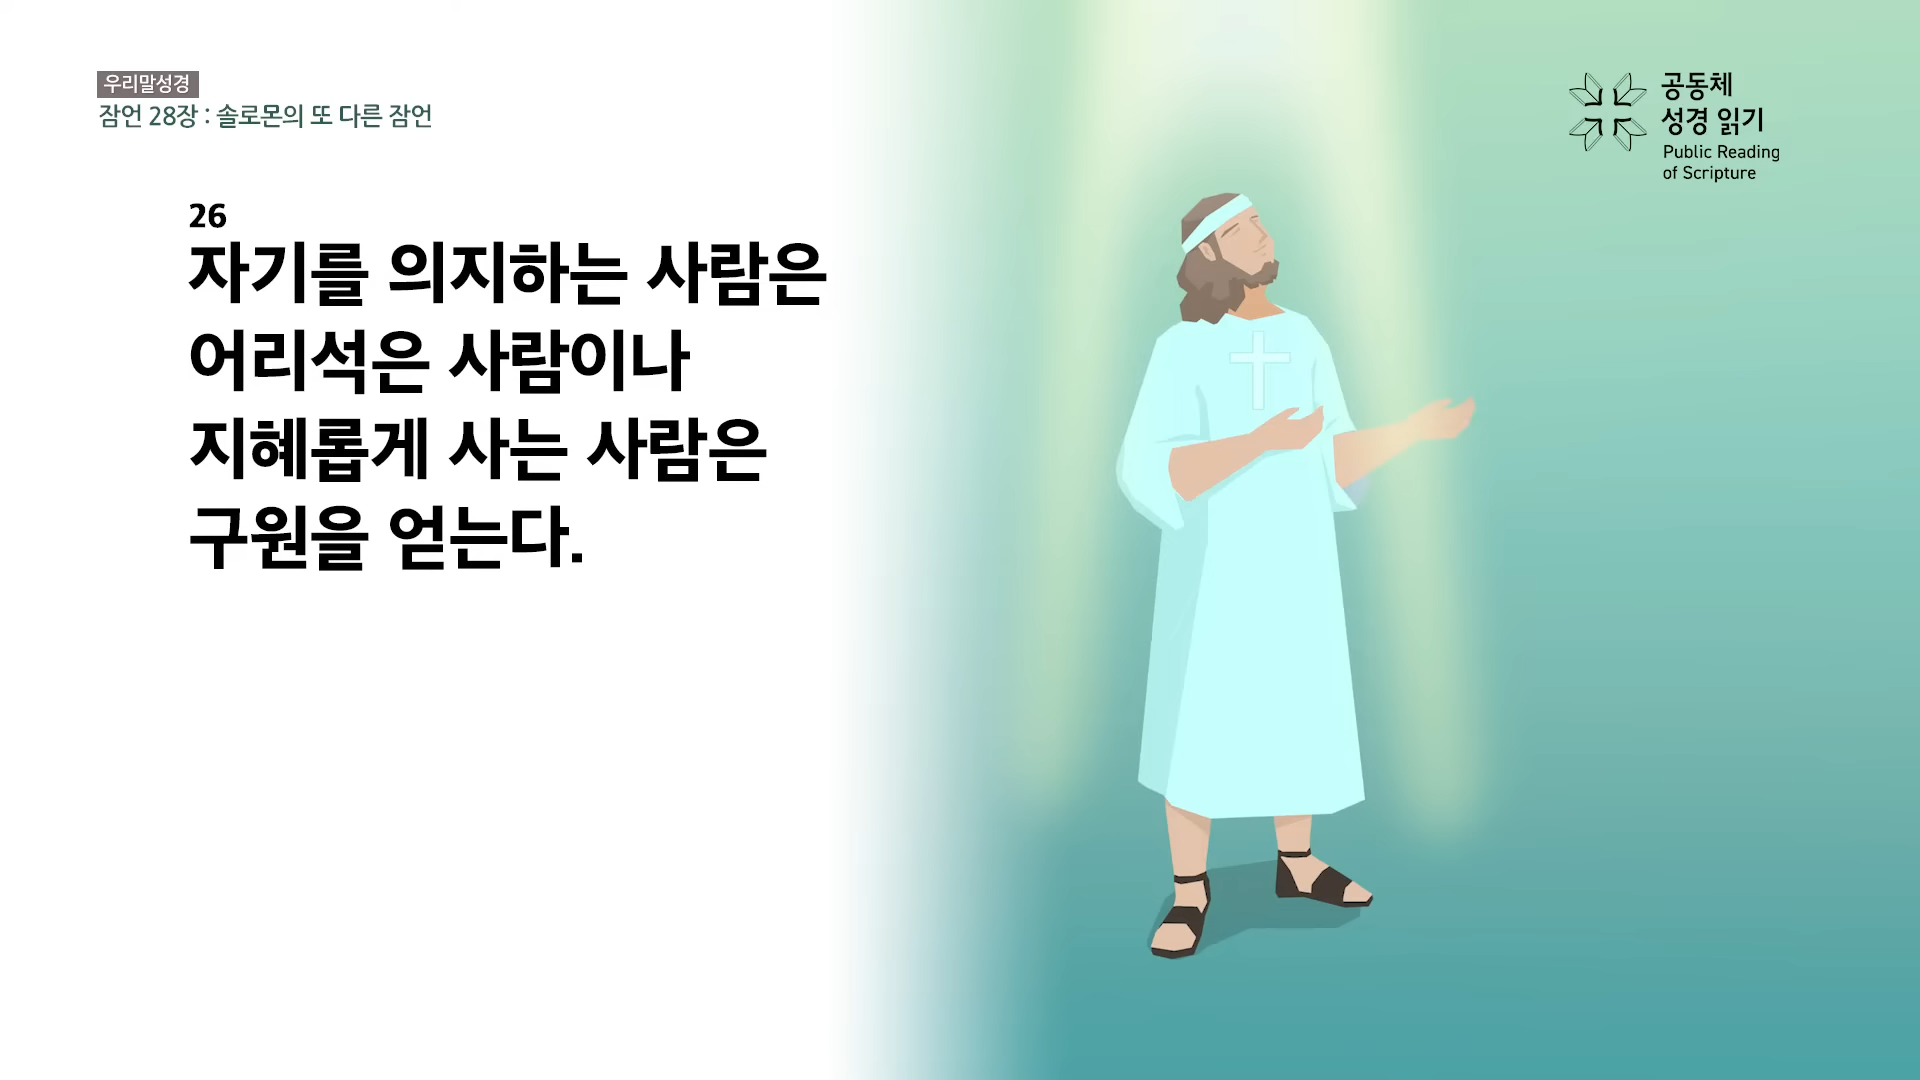 우리말성경
잠언 28장 : 솔로몬의 또 다른 잠언
공동체
성경 읽기
Public Reading
of Scripture
26
자기를 의지하는 사람은
어리석은 사람이나
지혜롭게 사는 사람은
구원을 얻는다.